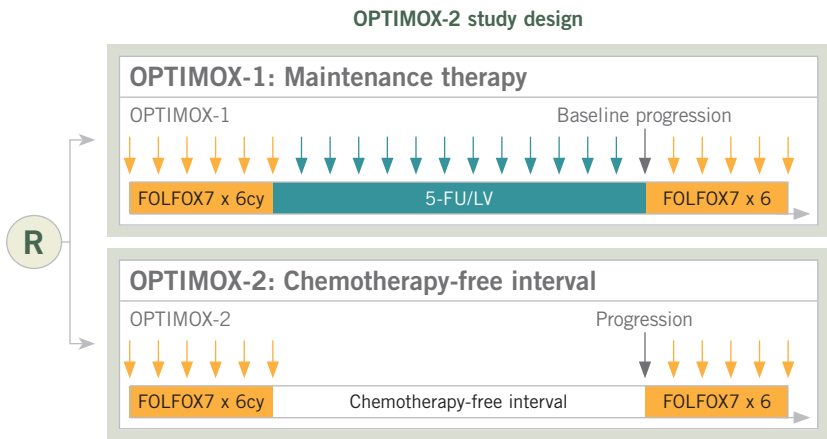 OPTIMOX-2 study design
OPTIMOX-1: Maintenance therapy
OPTIMOX-1 Baseline progression
FOLFOX7 x 6cy 5-FU/LV FOLFOX7 x 6
R
OPTIMOX-2: Chemotherapy-free interval
OPTIMOX-2 Progression
FOLFOX7 x 6cy Chemotherapy-free interval FOLFOX7 x 6